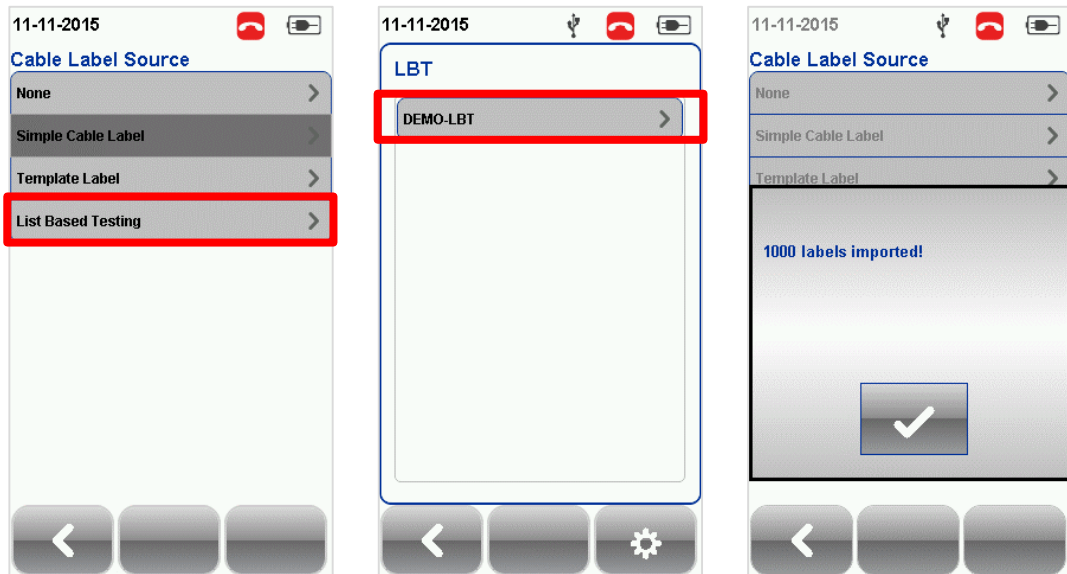 11-11-2015
Cable Label Source
None
Simple Cable Label
Template Label
List Based Testing
11-11-2015
LBT
DEMO-LBT
11-11-2015
Cable Label Source
None
Simple Cable Label
Template Label
1000 labels imported!